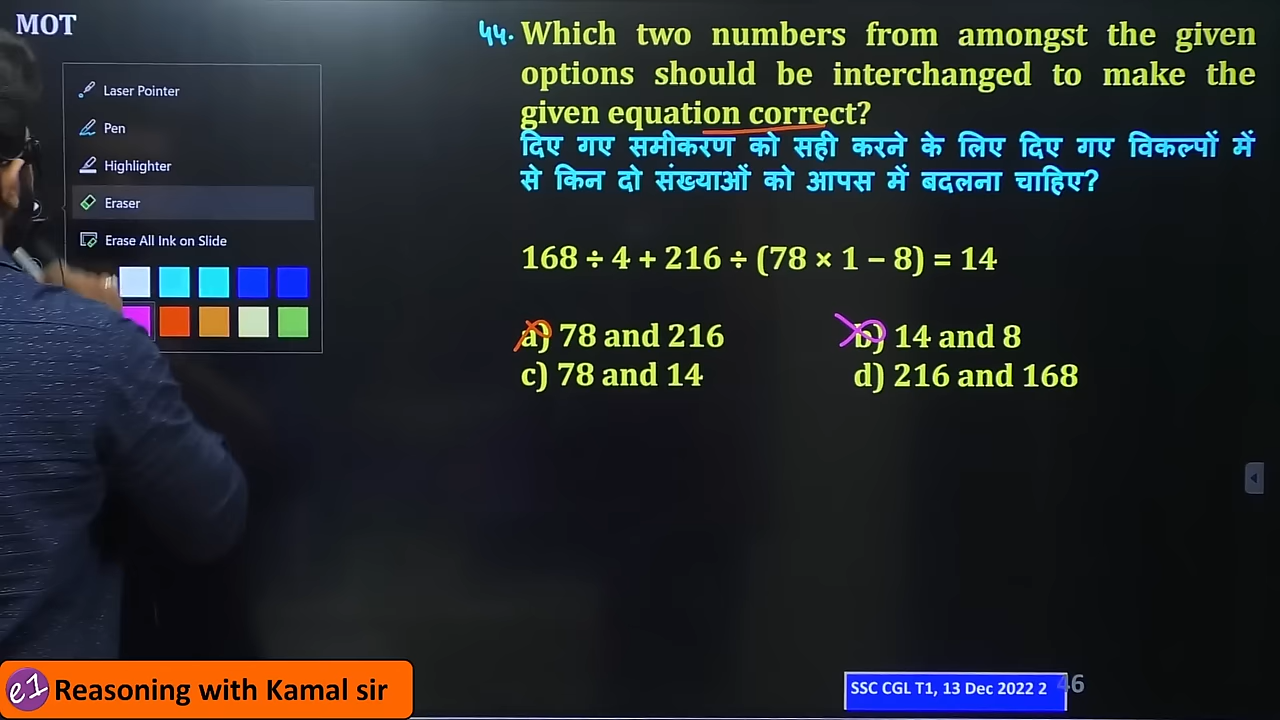 MOT
44. Which two numbers from amongst the given
options should be interchanged to make the
given equation correct?
दिए गए समीकरण को सही करने के लिए दिए गए विकल्पों में
से किन दो संख्याओं को आपस में बदलना चाहिए?
168 ÷ 4 + 216 ÷ (78 × 1 − 8) = 14
a) 78 and 216 b) 14 and 8
c) 78 and 14 d) 216 and 168
Laser Pointer
Pen
Highlighter
Eraser
Erase All Ink on Slide
e1 Reasoning with Kamal sir
SSC CGL T1, 13 Dec 2022 2
46